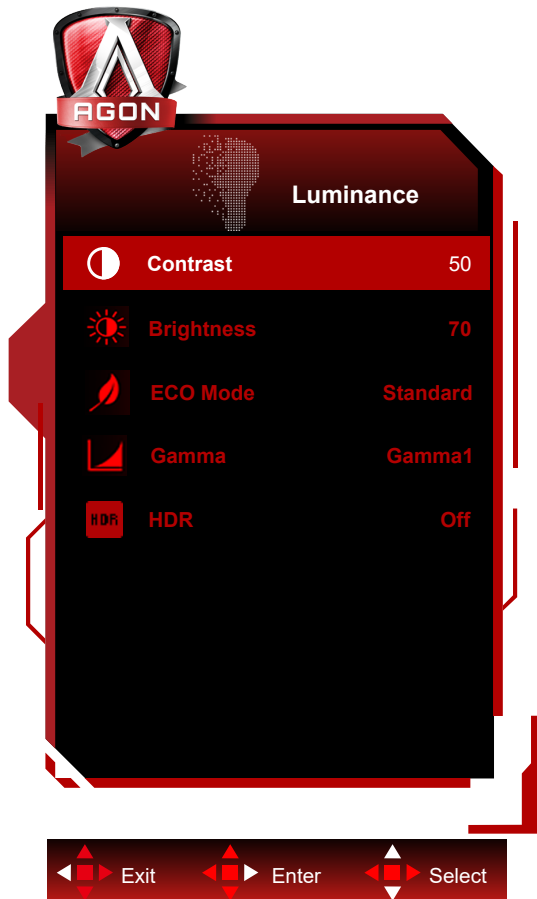 AGON
Luminance
Contrast 50
Brightness 70
ECO Mode Standard
Gamma Gamma1
HDR HDR Off
Exit Enter Select